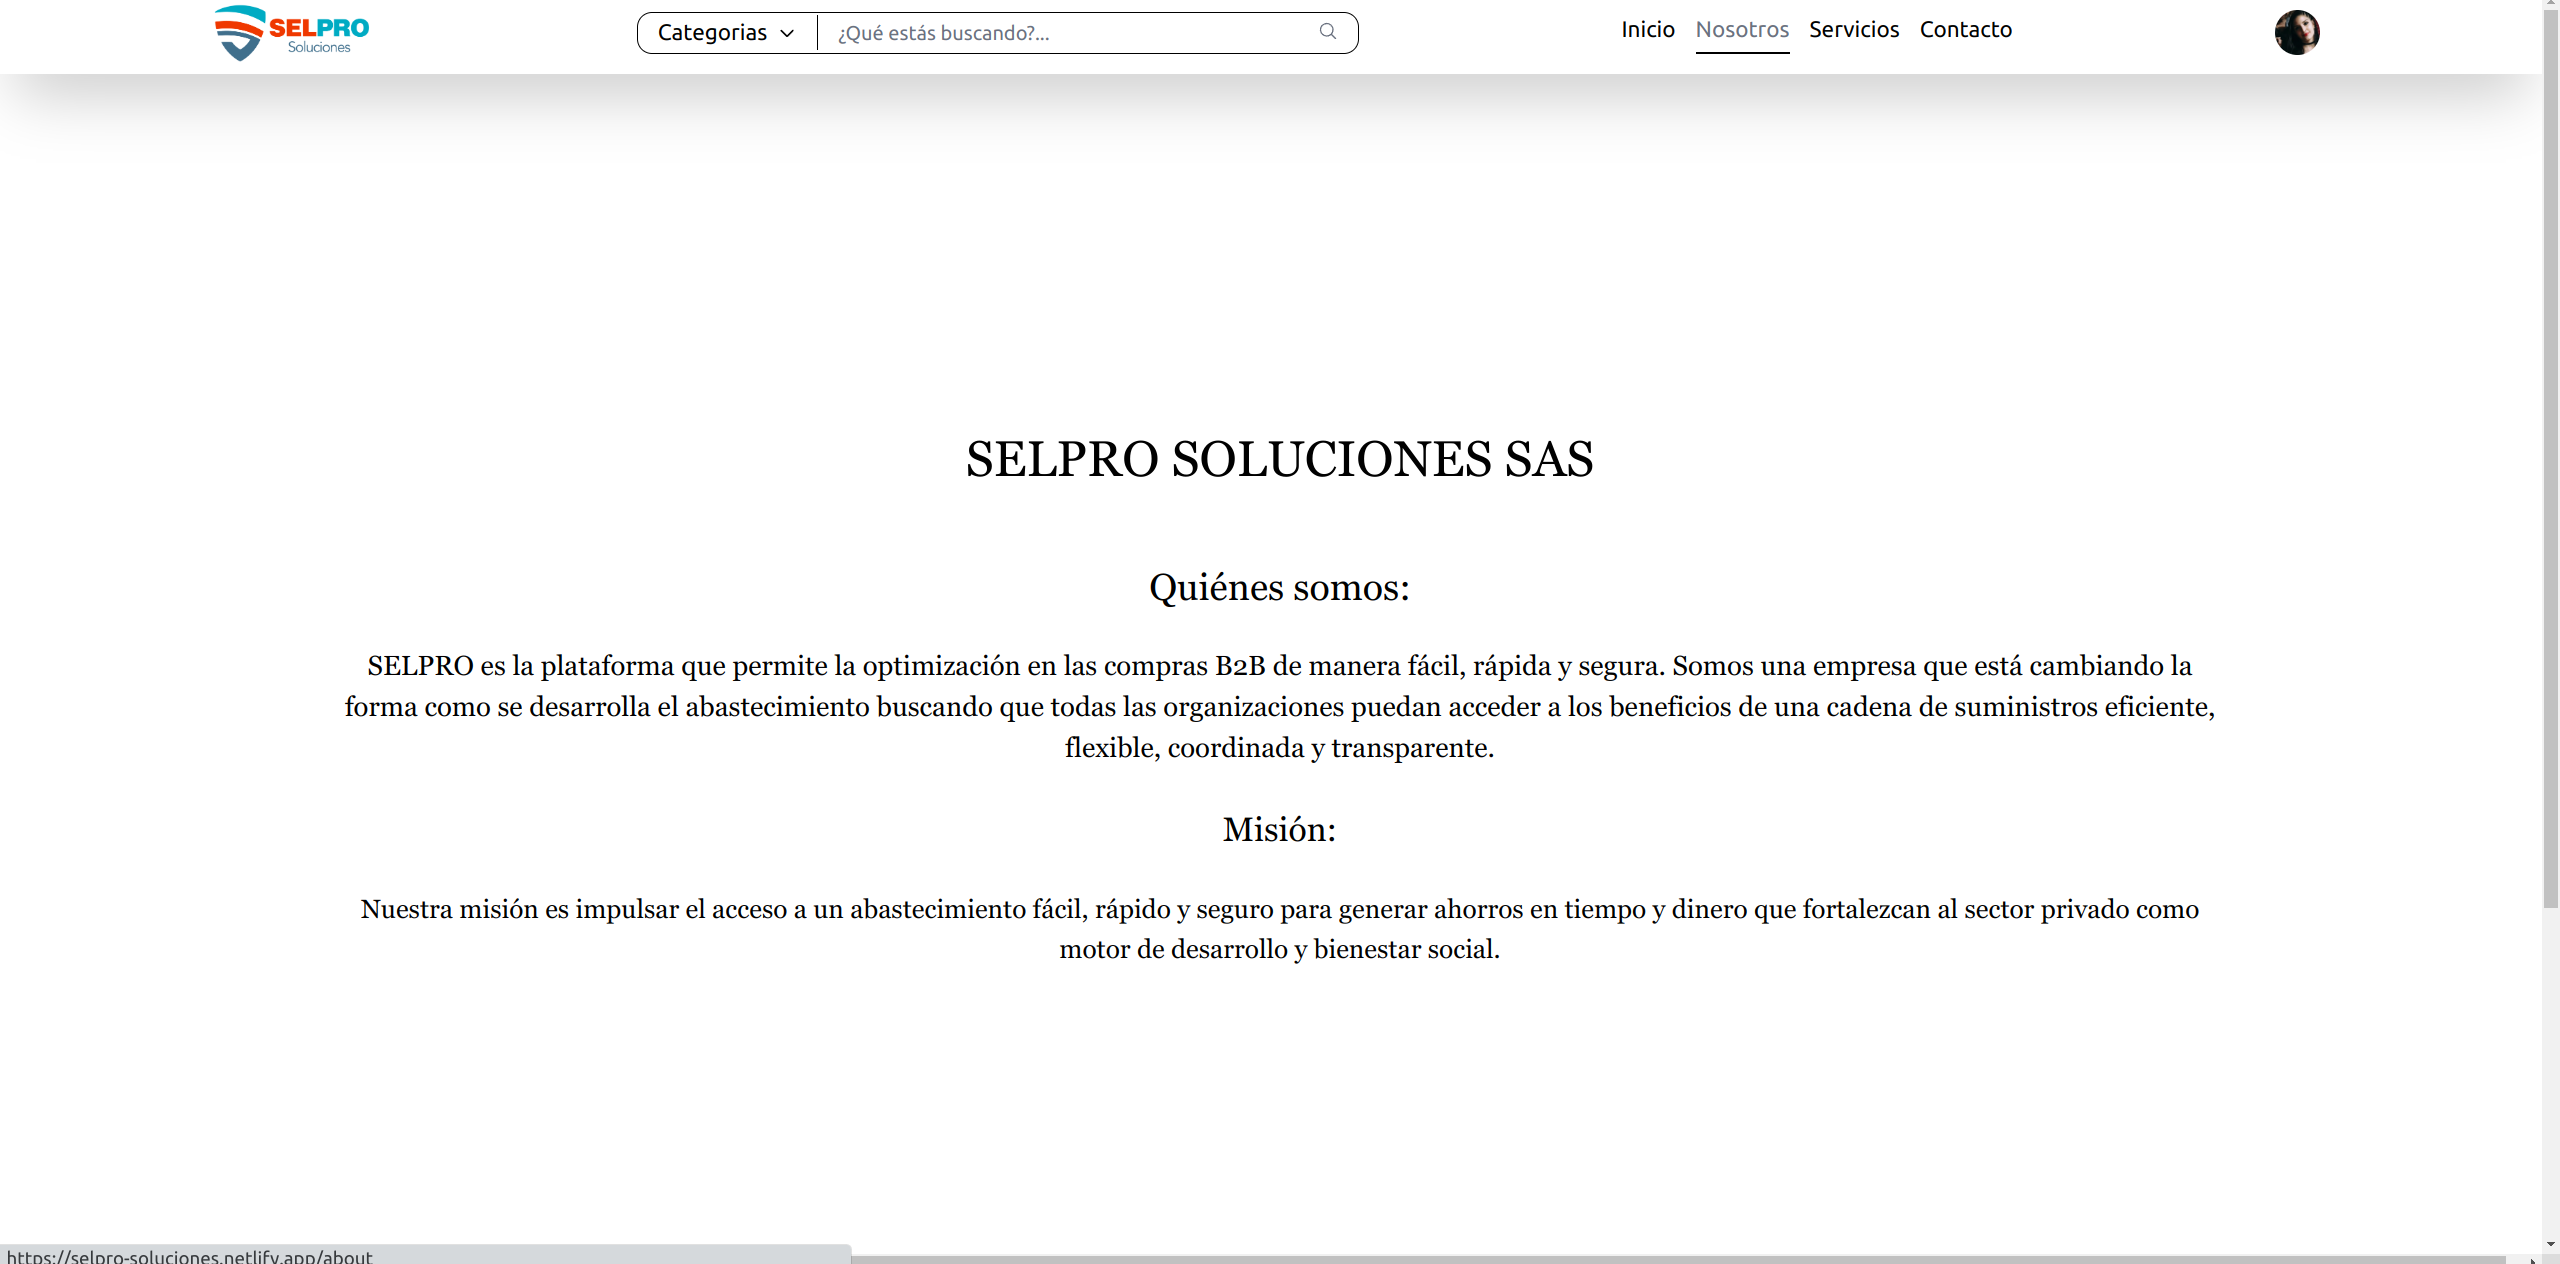 SELPRO
Soluciones
Categorias
¿Qué estás buscando?...
Inicio
Nosotros
Servicios
Contacto
SELPRO SOLUCIONES SAS
Quiénes somos:
SELPRO es la plataforma que permite la optimización en las compras B2B de manera fácil, rápida y segura. Somos una empresa que está cambiando la
forma como se desarrolla el abastecimiento buscando que todas las organizaciones puedan acceder a los beneficios de una cadena de suministros eficiente,
flexible, coordinada y transparente.
Misión:
Nuestra misión es impulsar el acceso a un abastecimiento fácil, rápido y seguro para generar ahorros en tiempo y dinero que fortalezcan al sector privado como
motor de desarrollo y bienestar social.
https://selpro-soluciones.netlify.app/about